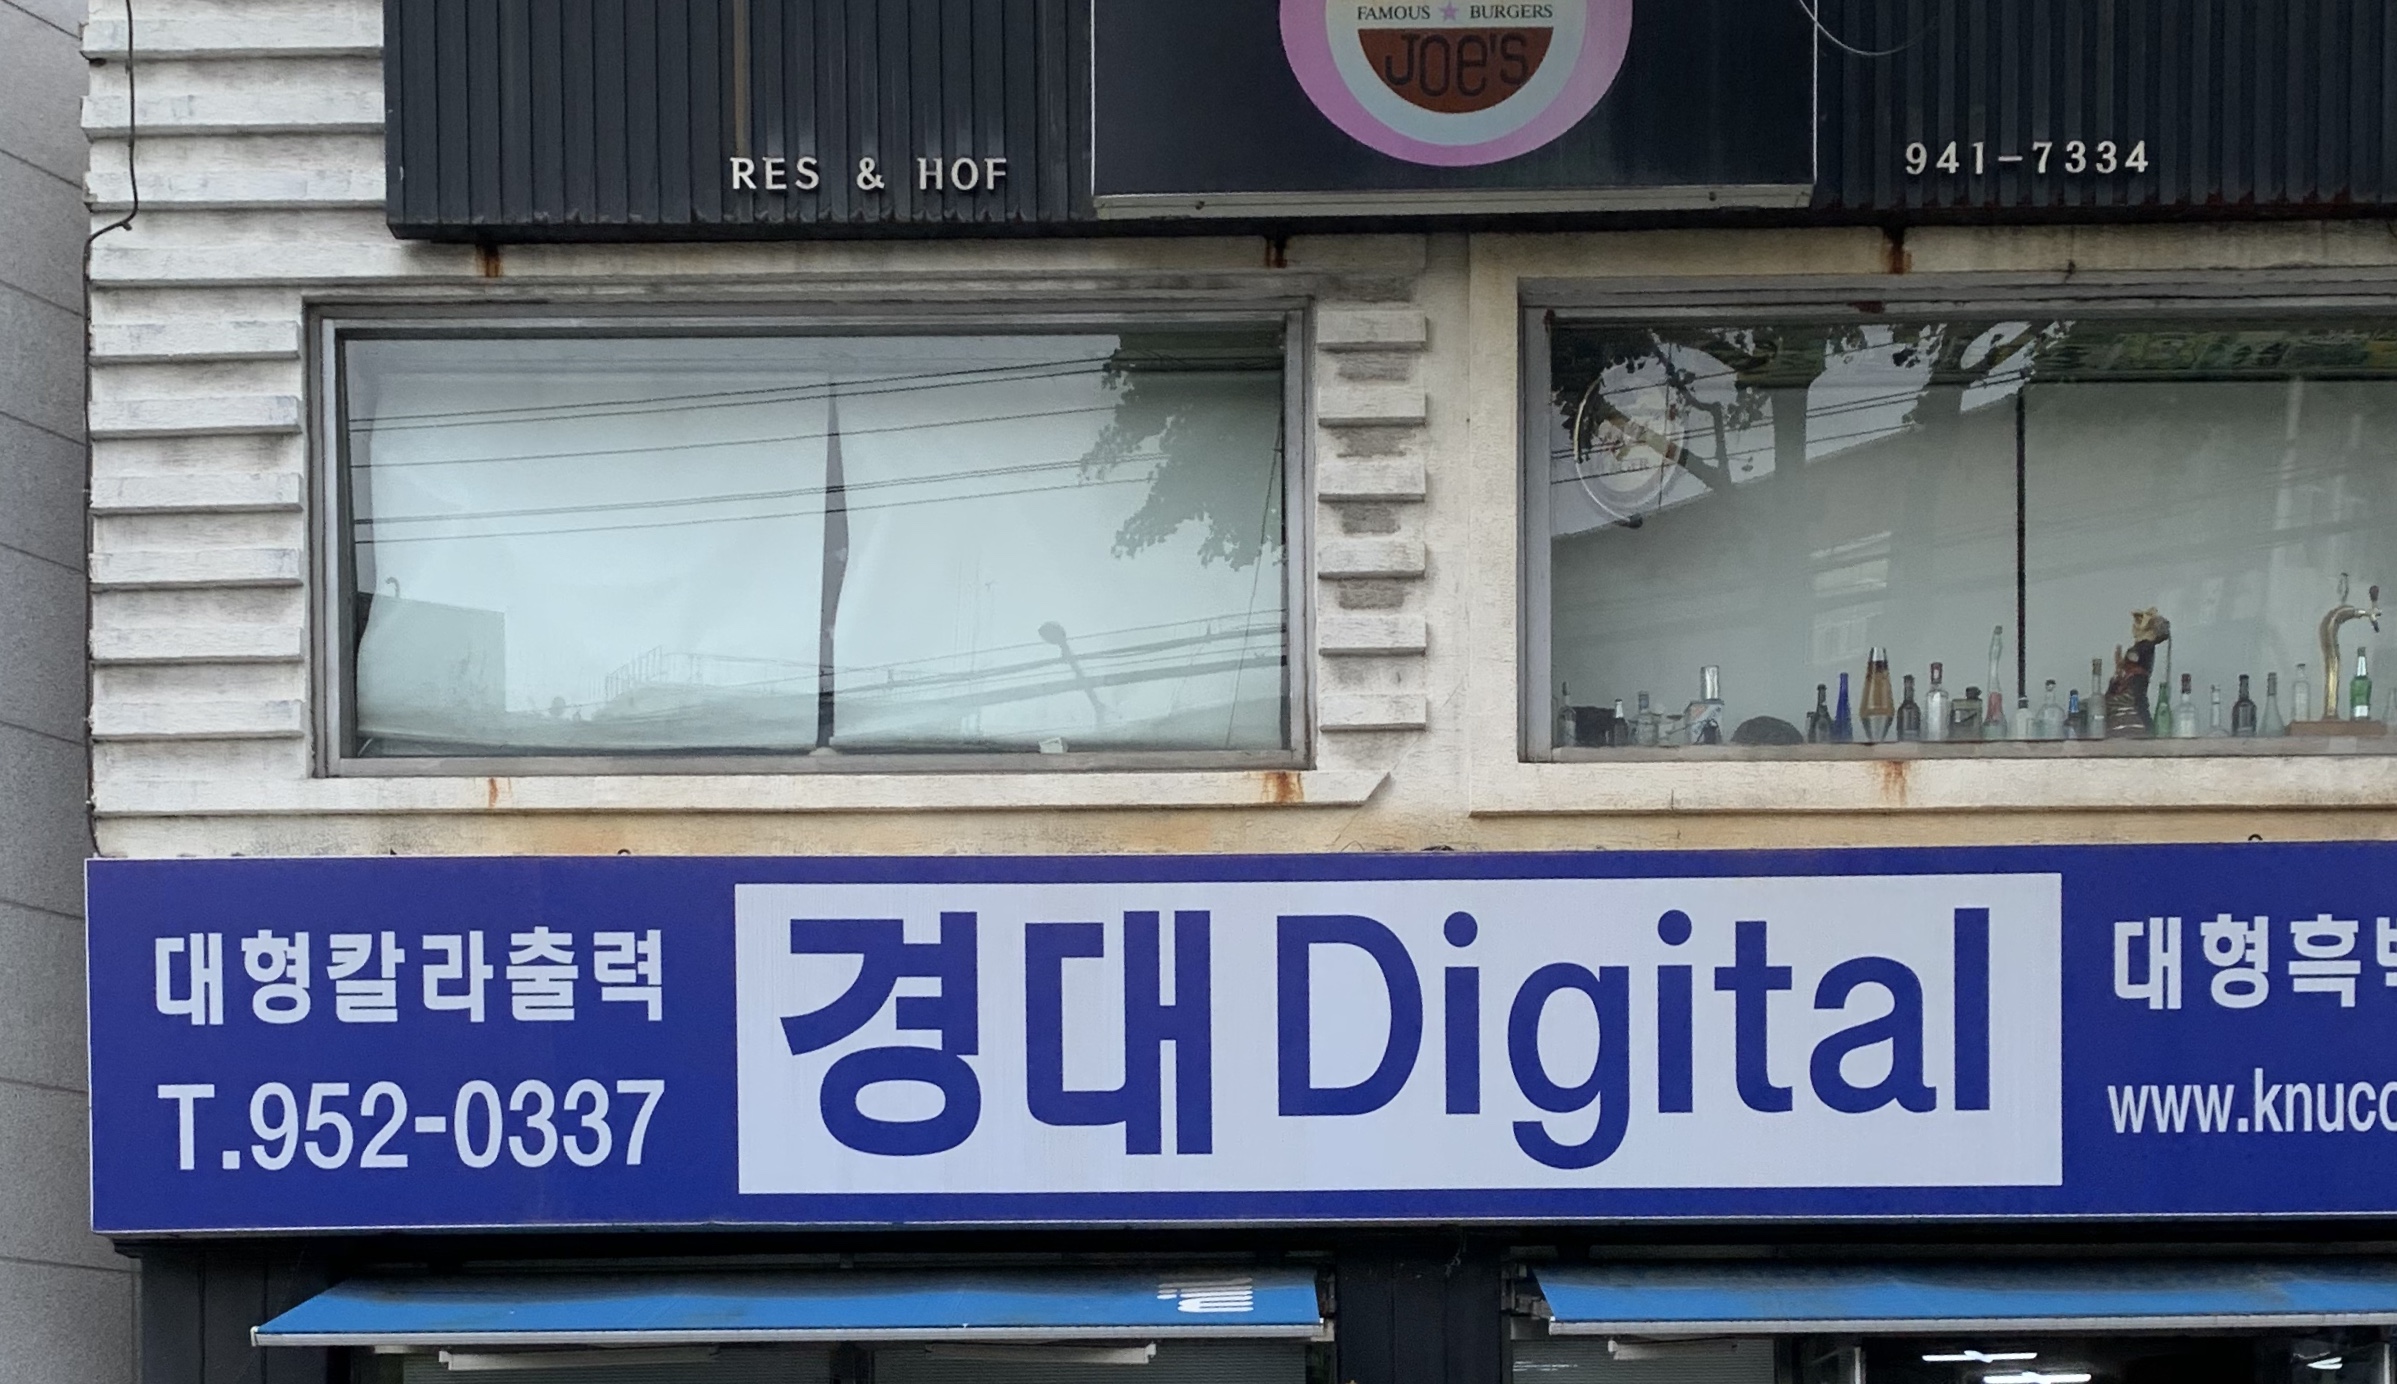 FAMOUS BURGERS
JOE'S
RES & HOF
941-7334
대형칼라출력
T.952-0337
경대 Digital
대형흑
www.knuc